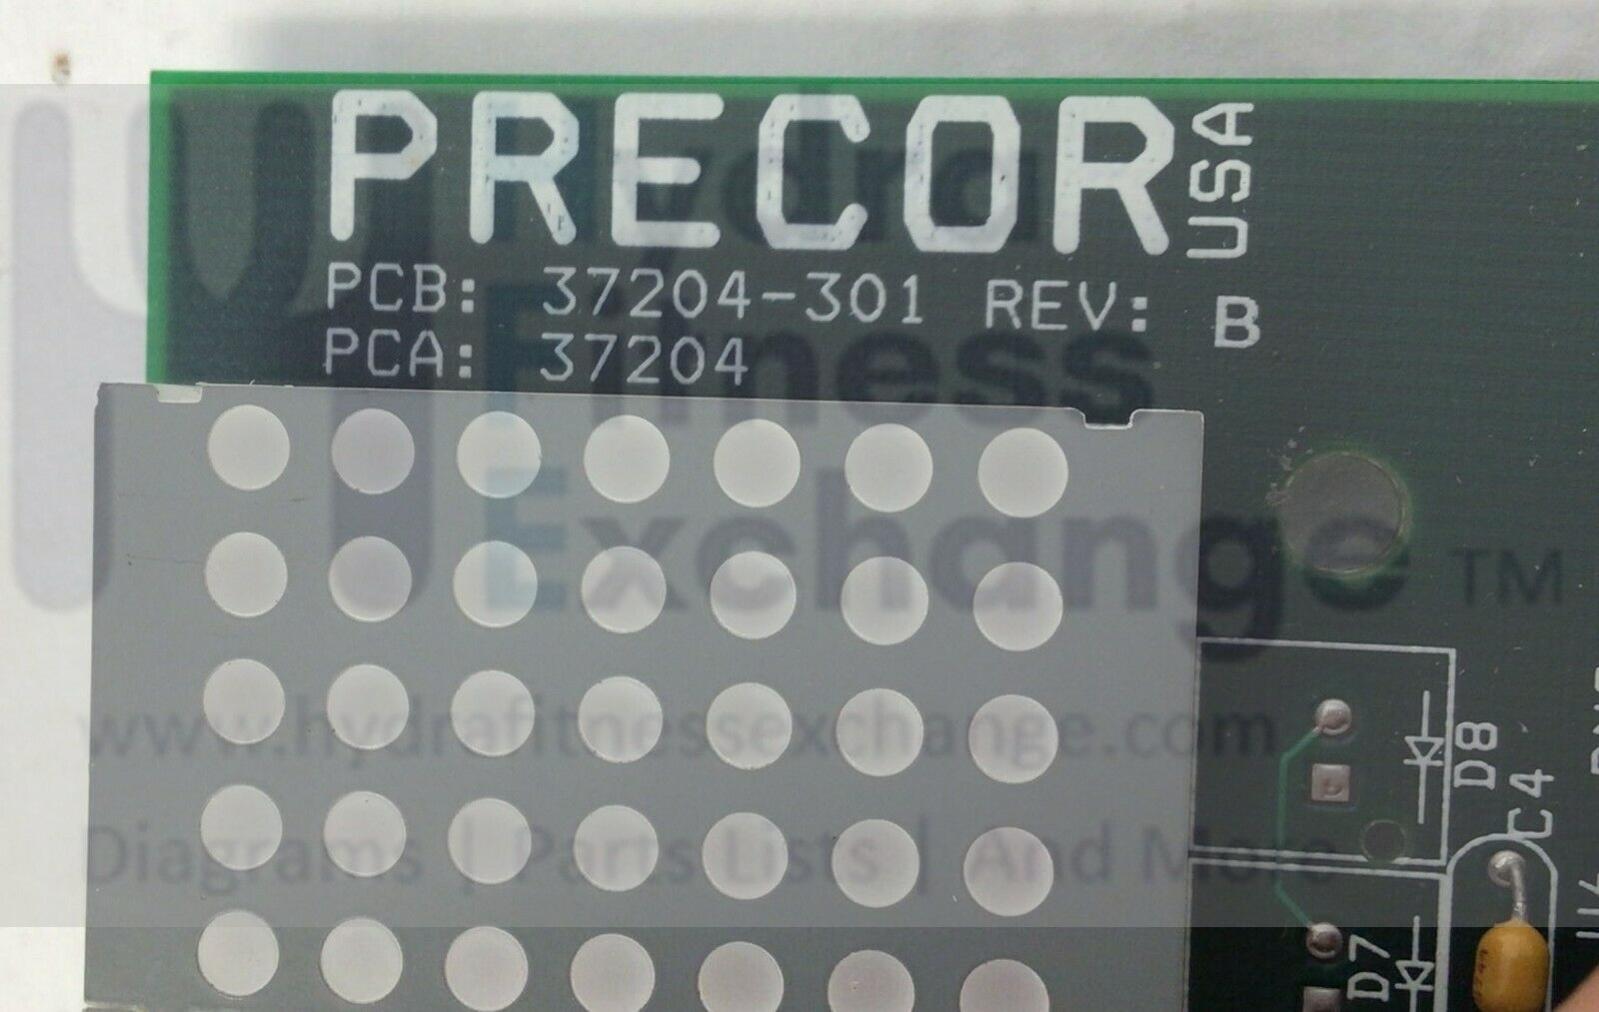 PRECOR USA
PCB: 37204-301 REV: B
PCA: 37204
Hydra
Fitness
Exchange TM
www.hydrafitnessexchange.com
Diagrams | Parts Lists | And More
D8
C4
D7